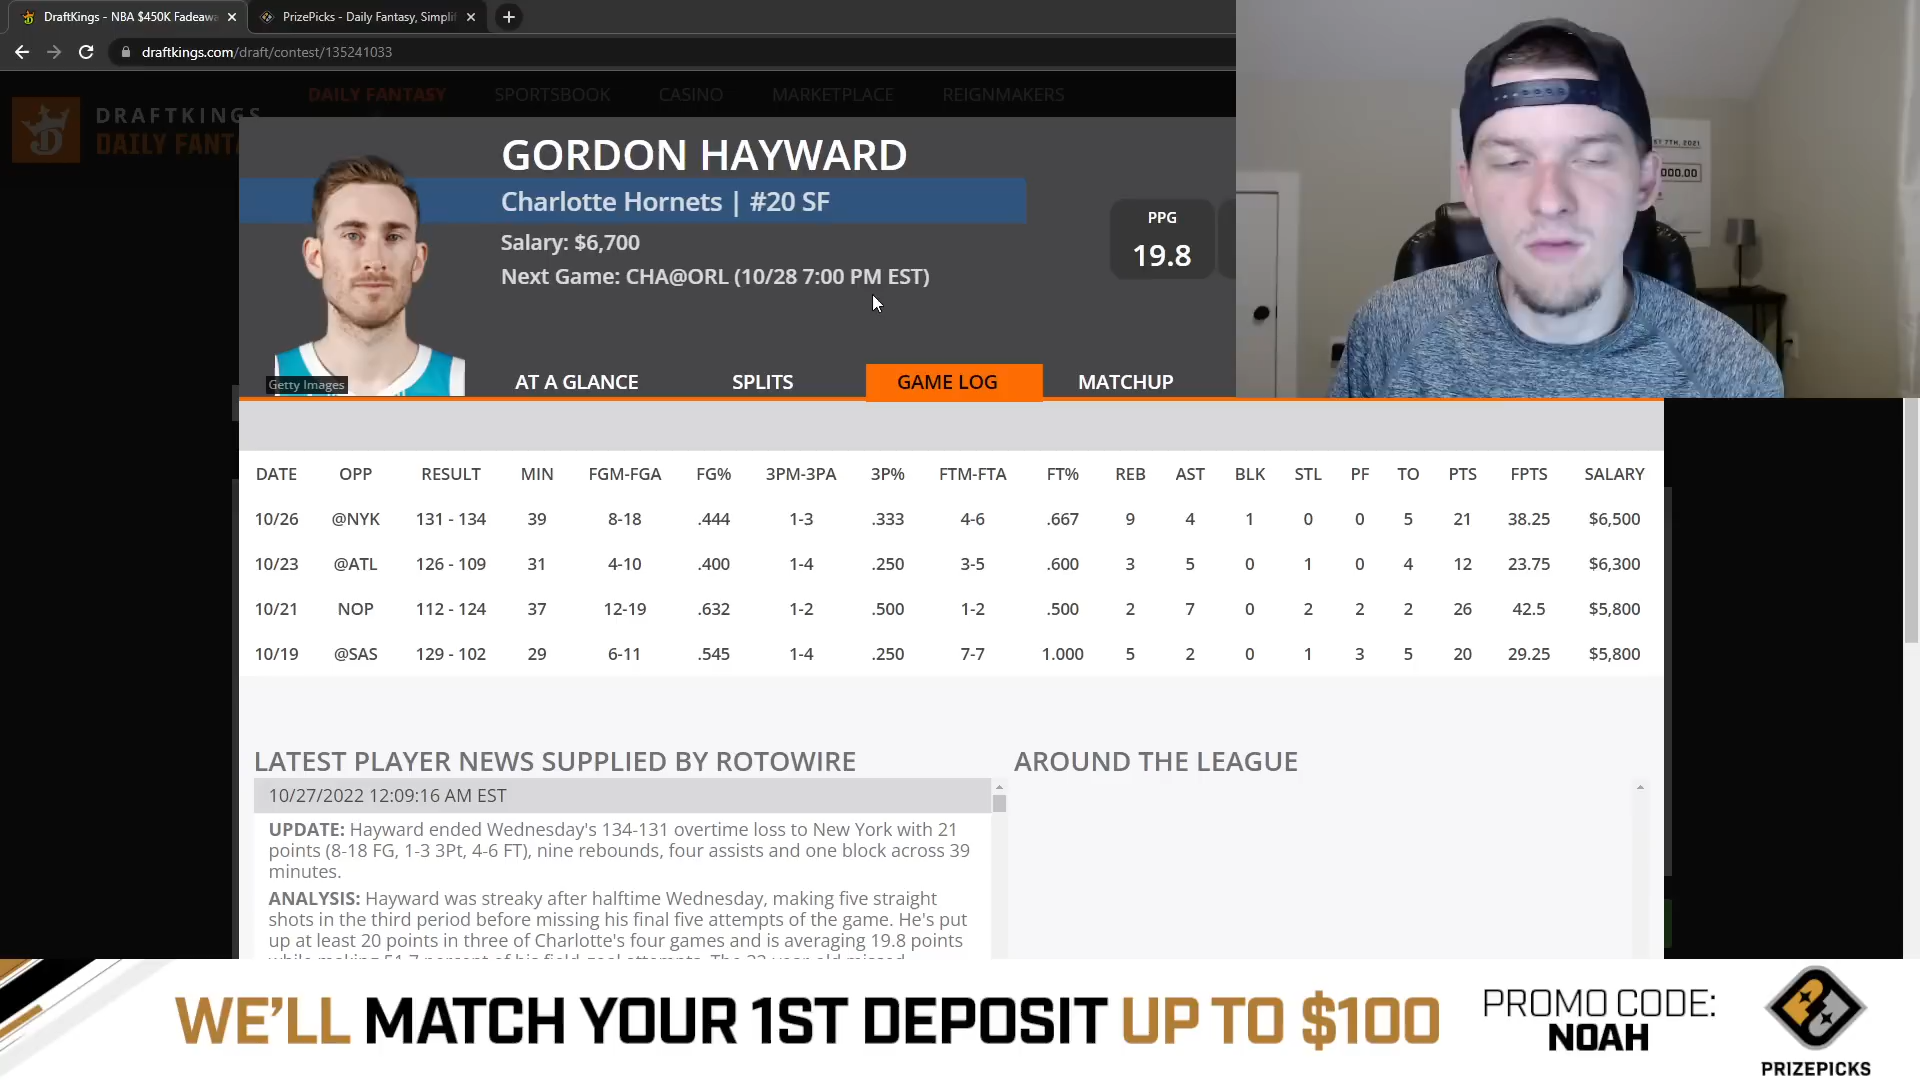 DraftKings - NBA $450K Fadeawa
PrizePicks - Daily Fantasy, Simplif
draftkings.com/draft/contest/135241033
DAILY FANTASY SPORTSBOOK CASINO MARKETPLACE REIGNMAKERS
DRAFTKINGS
DAILY FANTA
GORDON HAYWARD
Charlotte Hornets | #20 SF
Salary: $6,700
Next Game: CHA@ORL (10/28 7:00 PM EST)
PPG
19.8
Getty Images
AT A GLANCE SPLITS GAME LOG MATCHUP
7TH, 2021
000.00
DATE OPP RESULT MIN FGM-FGA FG% 3PM-3PA 3P% FTM-FTA FT% REB AST BLK STL PF TO PTS FPTS SALARY
10/26 @NYK 131 - 134 39 8-18 .444 1-3 .333 4-6 .667 9 4 1 0 0 5 21 38.25 $6,500
10/23 @ATL 126 - 109 31 4-10 .400 1-4 .250 3-5 .600 3 5 0 1 0 4 12 23.75 $6,300
10/21 NOP 112 - 124 37 12-19 .632 1-2 .500 1-2 .500 2 7 0 2 2 2 26 42.5 $5,800
10/19 @SAS 129 - 102 29 6-11 .545 1-4 .250 7-7 1.000 5 2 0 1 3 5 20 29.25 $5,800
LATEST PLAYER NEWS SUPPLIED BY ROTOWIRE
AROUND THE LEAGUE
10/27/2022 12:09:16 AM EST
UPDATE: Hayward ended Wednesday's 134-131 overtime loss to New York with 21
points (8-18 FG, 1-3 3Pt, 4-6 FT), nine rebounds, four assists and one block across 39
minutes.
ANALYSIS: Hayward was streaky after halftime Wednesday, making five straight
shots in the third period before missing his final five attempts of the game. He's put
up at least 20 points in three of Charlotte's four games and is averaging 19.8 points
WE'LL MATCH YOUR 1ST DEPOSIT UP TO $100
PROMO CODE:
NOAH
PRIZEPICKS